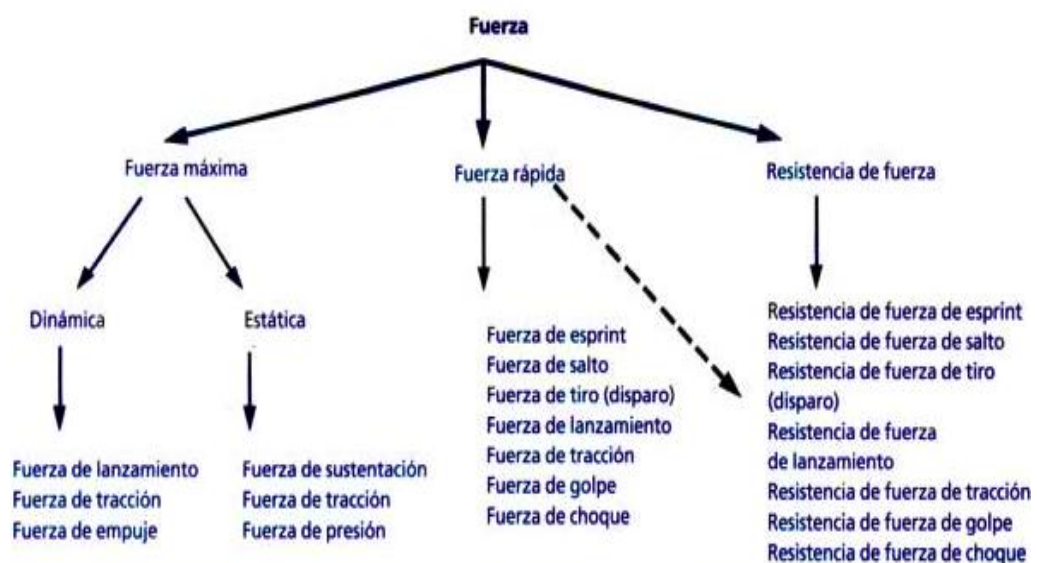 Fuerza
Fuerza máxima
Fuerza rápida
Resistencia de fuerza
Dinámica
Estática
Fuerza de lanzamiento
Fuerza de tracción
Fuerza de empuje
Fuerza de sustentación
Fuerza de tracción
Fuerza de presión
Fuerza de esprint
Fuerza de salto
Fuerza de tiro (disparo)
Fuerza de lanzamiento
Fuerza de tracción
Fuerza de golpe
Fuerza de choque
Resistencia de fuerza de esprint
Resistencia de fuerza de salto
Resistencia de fuerza de tiro
(disparo)
Resistencia de fuerza
de lanzamiento
Resistencia de fuerza de tracción
Resistencia de fuerza de golpe
Resistencia de fuerza de choque